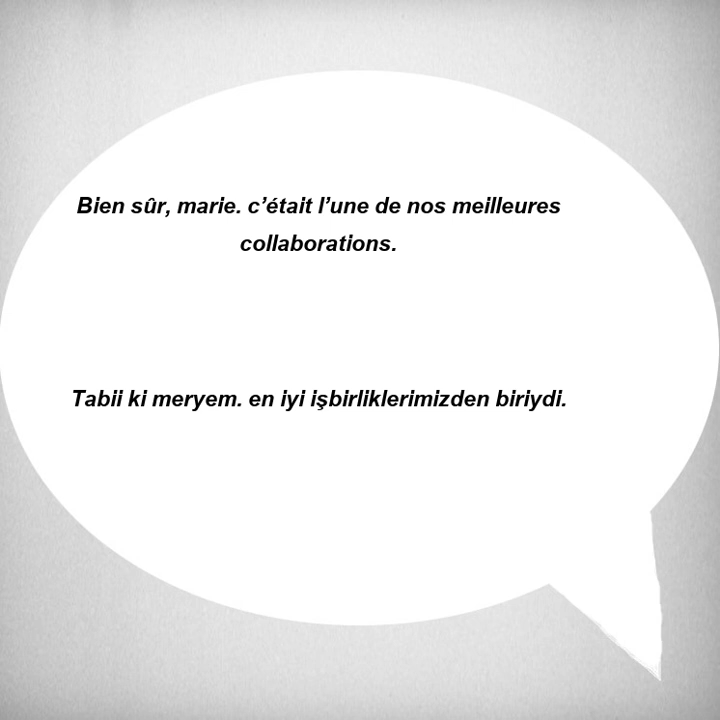 Bien sûr, marie. c’était l’une de nos meilleures
collaborations.
Tabii ki meryem. en iyi işbirliklerimizden biriydi.